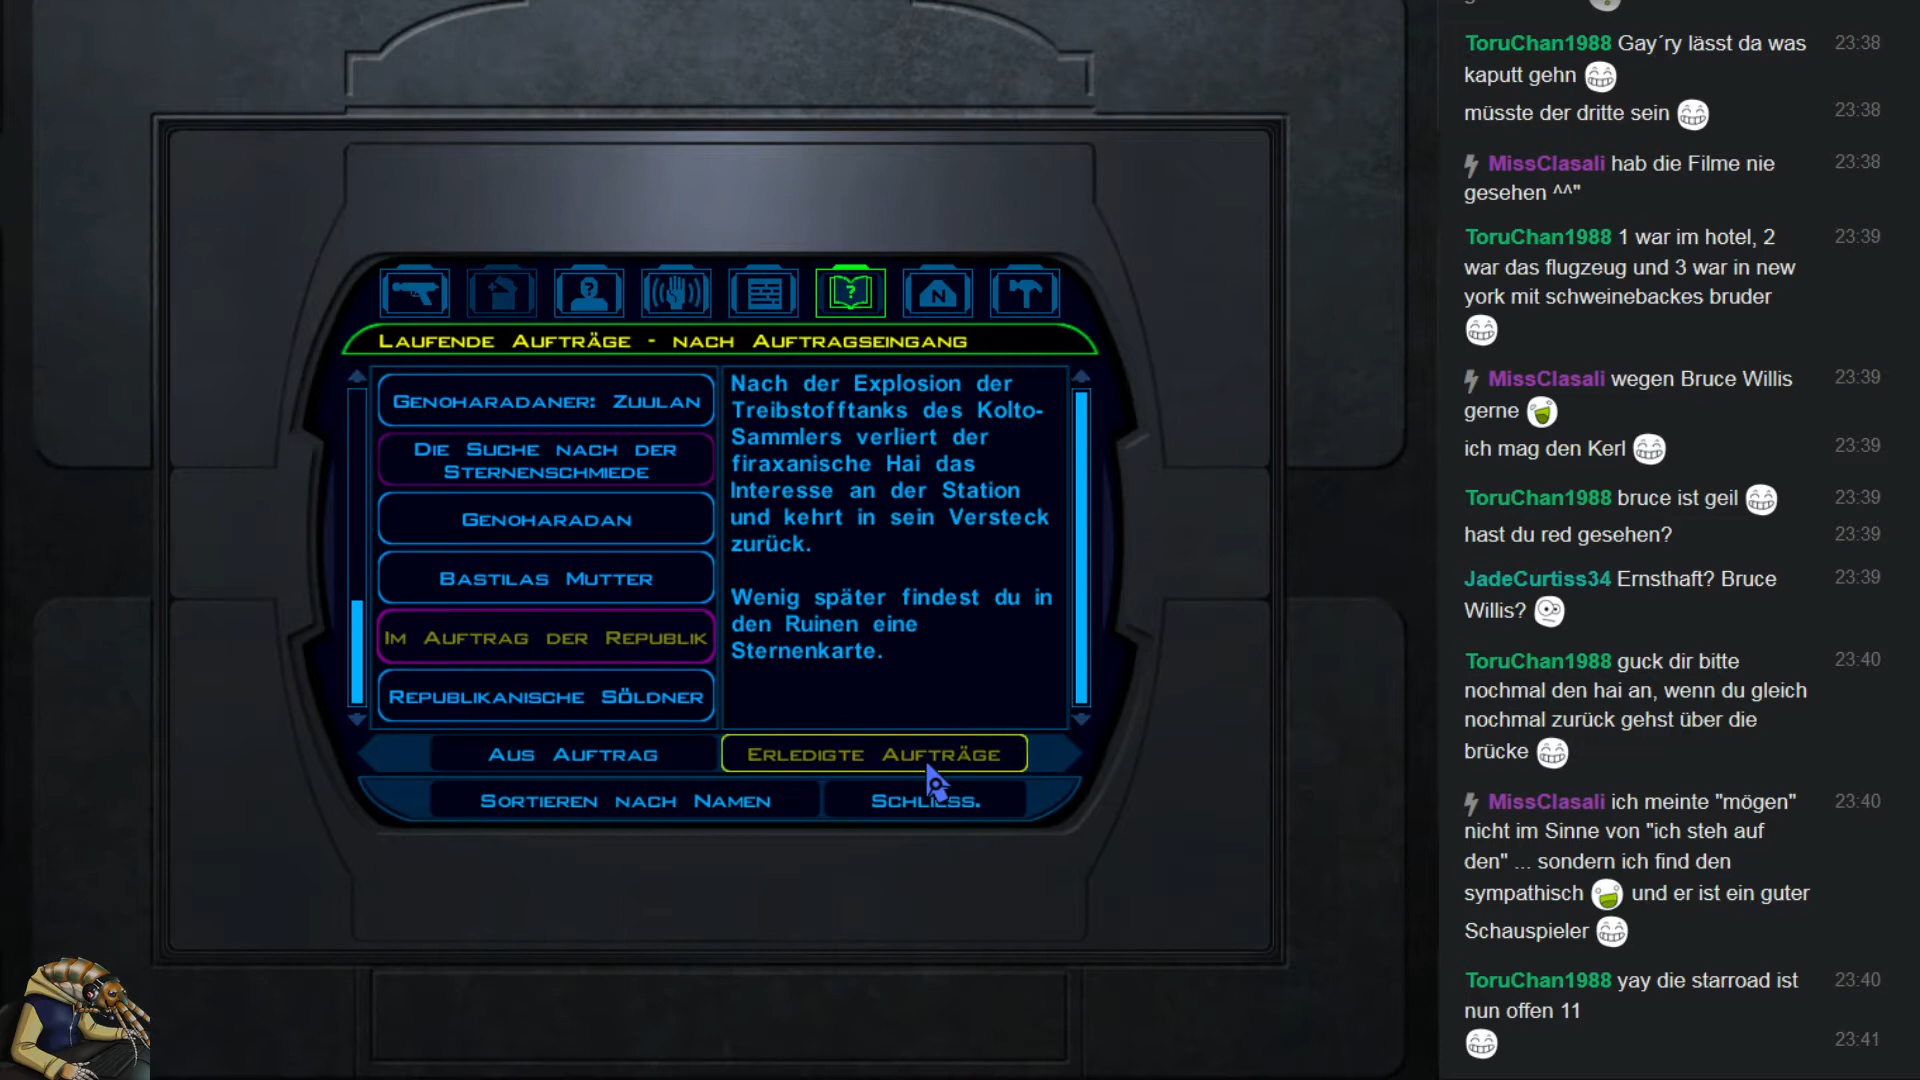 LAUFENDE AUFTRÄGE - NACH AUFTRAGSEINGANG
GENOHARADANER: ZUULAN
DIE SUCHE NACH DER
STERNENSCHMIEDE
GENOHARADAN
BASTILAS MUTTER
IM AUFTRAG DER REPUBLIK
REPUBLIKANISCHE SÖLDNER
Nach der Explosion der
Treibstofftanks des Kolto-
Sammlers verliert der
firaxanische Hai das
Interesse an der Station
und kehrt in sein Versteck
zurück.
Wenig später findest du in
den Ruinen eine
Sternenkarte.
AUS AUFTRAG
ERLEDIGTE AUFTRÄGE
SORTIEREN NACH NAMEN
SCHLIESS.
ToruChan1988 Gay´ry lässt da was 23:38
kaputt gehn
müsste der dritte sein 23:38
MissClasali hab die Filme nie 23:38
gesehen ^^"
ToruChan1988 1 war im hotel, 2 23:39
war das flugzeug und 3 war in new
york mit schweinebackes bruder
MissClasali wegen Bruce Willis 23:39
gerne
ich mag den Kerl 23:39
ToruChan1988 bruce ist geil 23:39
hast du red gesehen? 23:39
JadeCurtiss34 Ernsthaft? Bruce 23:39
Willis?
ToruChan1988 guck dir bitte 23:40
nochmal den hai an, wenn du gleich
nochmal zurück gehst über die
brücke
MissClasali ich meinte "mögen" 23:40
nicht im Sinne von "ich steh auf
den" ... sondern ich find den
sympathisch und er ist ein guter
Schauspieler
ToruChan1988 yay die starroad ist 23:40
nun offen 11
23:41